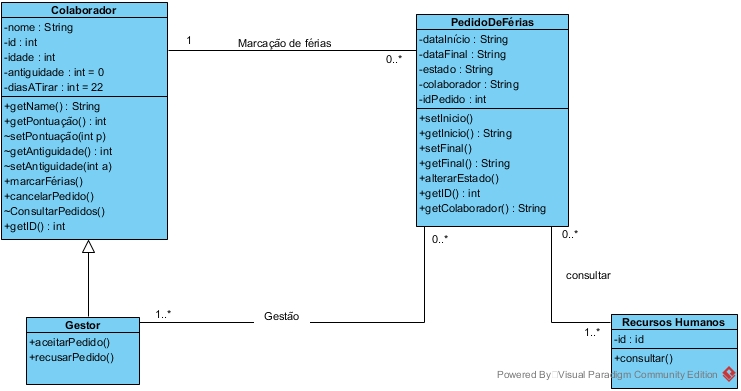 Colaborador
-nome : String
-id : int
-idade : int
-antiguidade : int = 0
-diasATirar : int = 22
+getName() : String
+getPontuação() : int
~setPontuação(int p)
~getAntiguidade() : int
~setAntiguidade(int a)
+marcarFérias()
+cancelarPedido()
~ConsultarPedidos()
+getID() : int
1
Marcação de férias
0..*
PedidoDeFérias
-dataInício : String
-dataFinal : String
-estado : String
-colaborador : String
-idPedido : int
+setInicio()
+getInicio() : String
+setFinal()
+getFinal() : String
+alterarEstado()
+getID() : int
+getColaborador() : String
0..*
0..*
consultar
1..*
Gestão
1..*
Gestor
+aceitarPedido()
+recusarPedido()
Recursos Humanos
-id : id
+consultar()
Powered By Visual Paradigm Community Edition